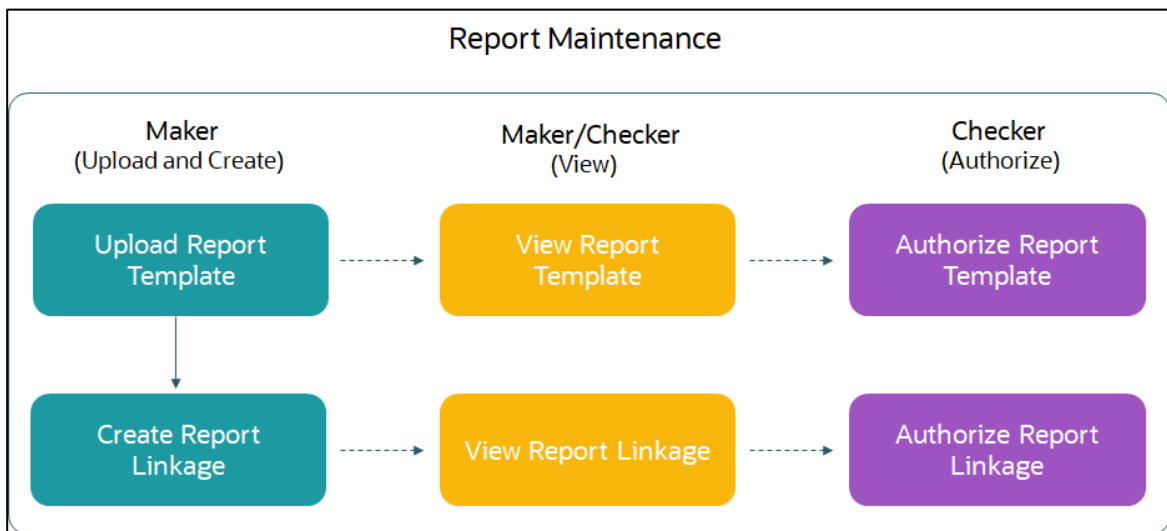 Report Maintenance
Maker
(Upload and Create)
Maker/Checker
(View)
Checker
(Authorize)
Upload Report
Template
View Report
Template
Authorize Report
Template
Create Report
Linkage
View Report Linkage
Authorize Report
Linkage